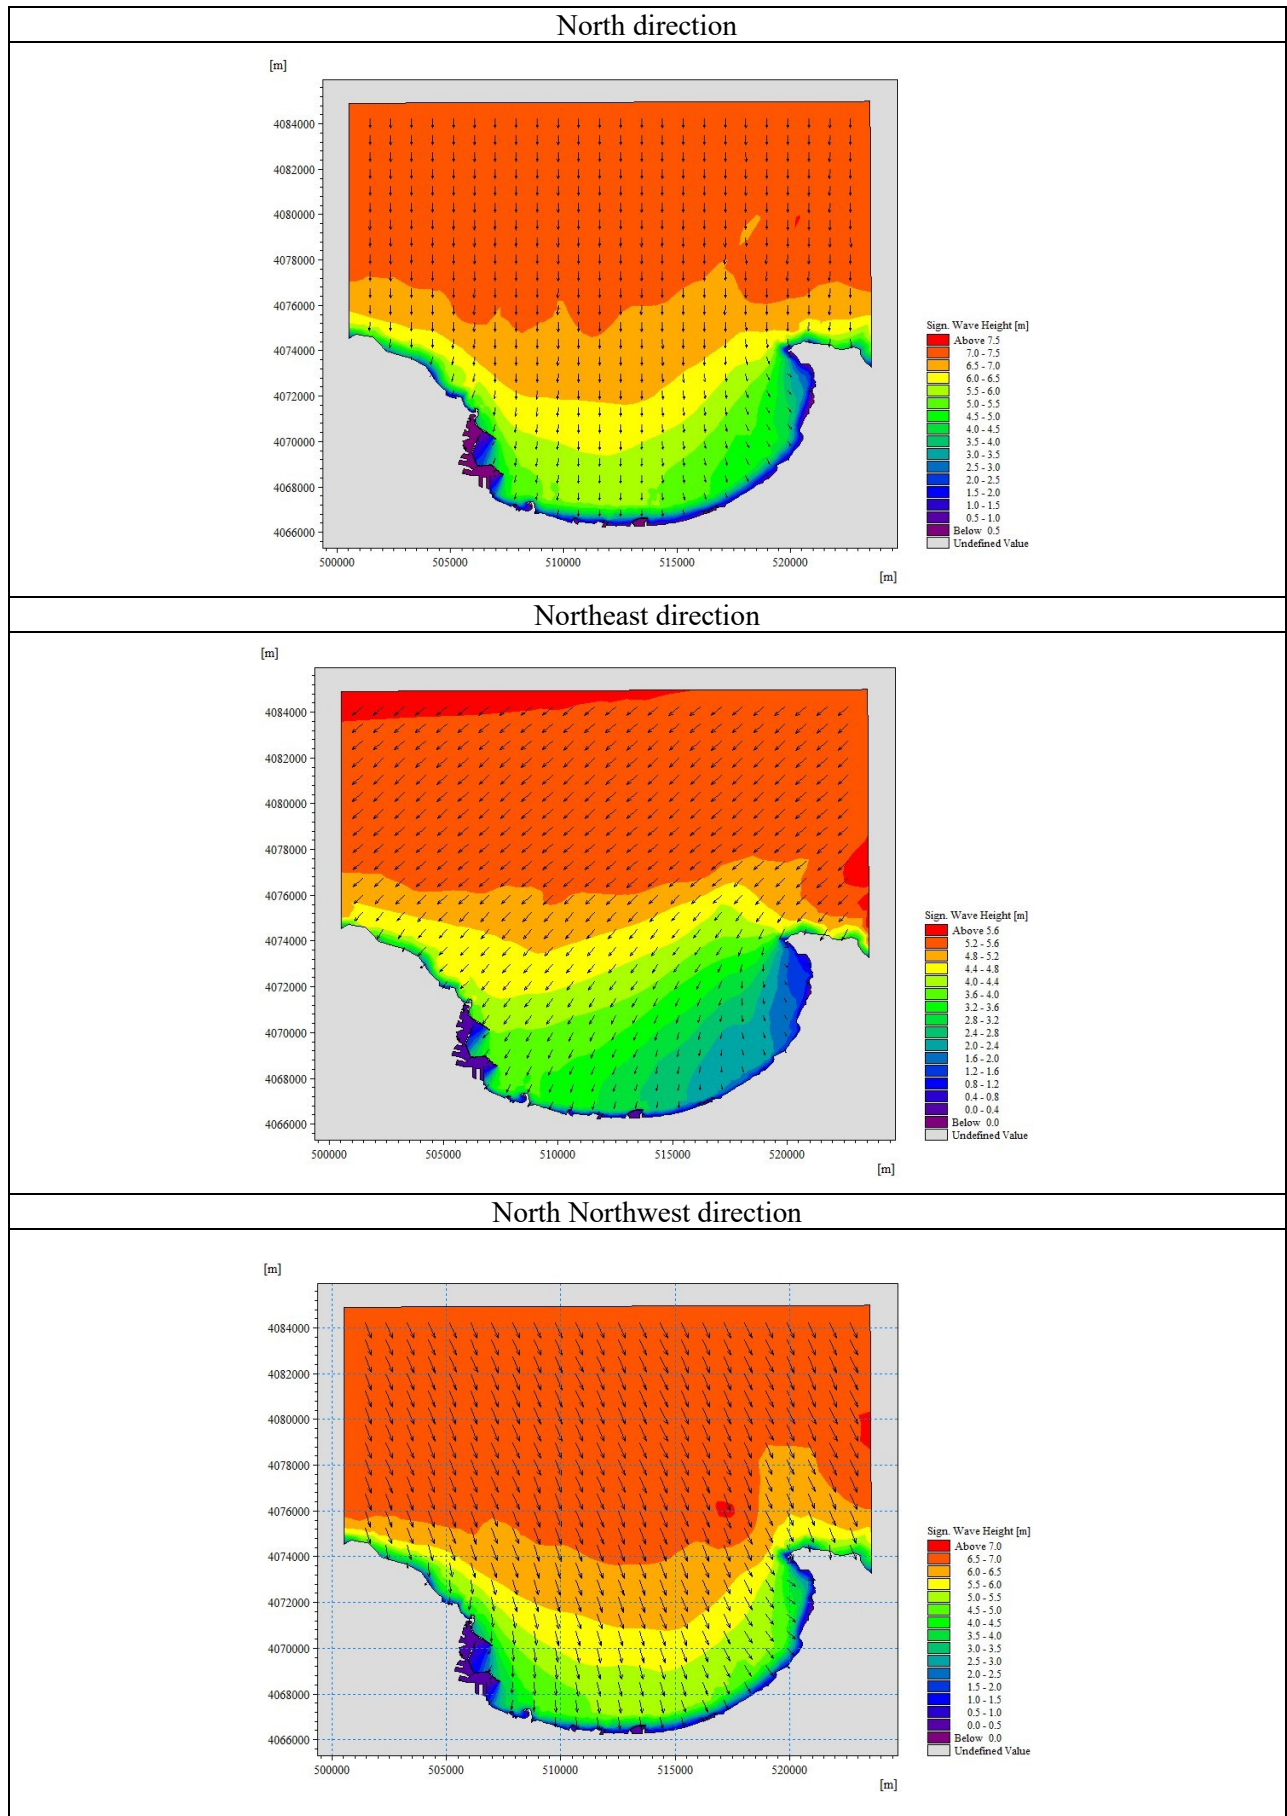 North direction
[m]
4084000
4082000
4080000
4078000
4076000
4074000
4072000
4070000
4068000
4066000
500000 505000 510000 515000 520000
[m]
Sign. Wave Height [m]
Above 7.5
7.0 - 7.5
6.5 - 7.0
6.0 - 6.5
5.5 - 6.0
5.0 - 5.5
4.5 - 5.0
4.0 - 4.5
3.5 - 4.0
3.0 - 3.5
2.5 - 3.0
2.0 - 2.5
1.5 - 2.0
1.0 - 1.5
0.5 - 1.0
Below 0.5
Undefined Value
Northeast direction
[m]
4084000
4082000
4080000
4078000
4076000
4074000
4072000
4070000
4068000
4066000
500000 505000 510000 515000 520000
[m]
Sign. Wave Height [m]
Above 5.6
5.2 - 5.6
4.8 - 5.2
4.4 - 4.8
4.0 - 4.4
3.6 - 4.0
3.2 - 3.6
2.8 - 3.2
2.4 - 2.8
2.0 - 2.4
1.6 - 2.0
1.2 - 1.6
0.8 - 1.2
0.4 - 0.8
0.0 - 0.4
Below 0.0
Undefined Value
North Northwest direction
[m]
4084000
4082000
4080000
4078000
4076000
4074000
4072000
4070000
4068000
4066000
500000 505000 510000 515000 520000
[m]
Sign. Wave Height [m]
Above 7.0
6.5 - 7.0
6.0 - 6.5
5.5 - 6.0
5.0 - 5.5
4.5 - 5.0
4.0 - 4.5
3.5 - 4.0
3.0 - 3.5
2.5 - 3.0
2.0 - 2.5
1.5 - 2.0
1.0 - 1.5
0.5 - 1.0
0.0 - 0.5
Below 0.0
Undefined Value